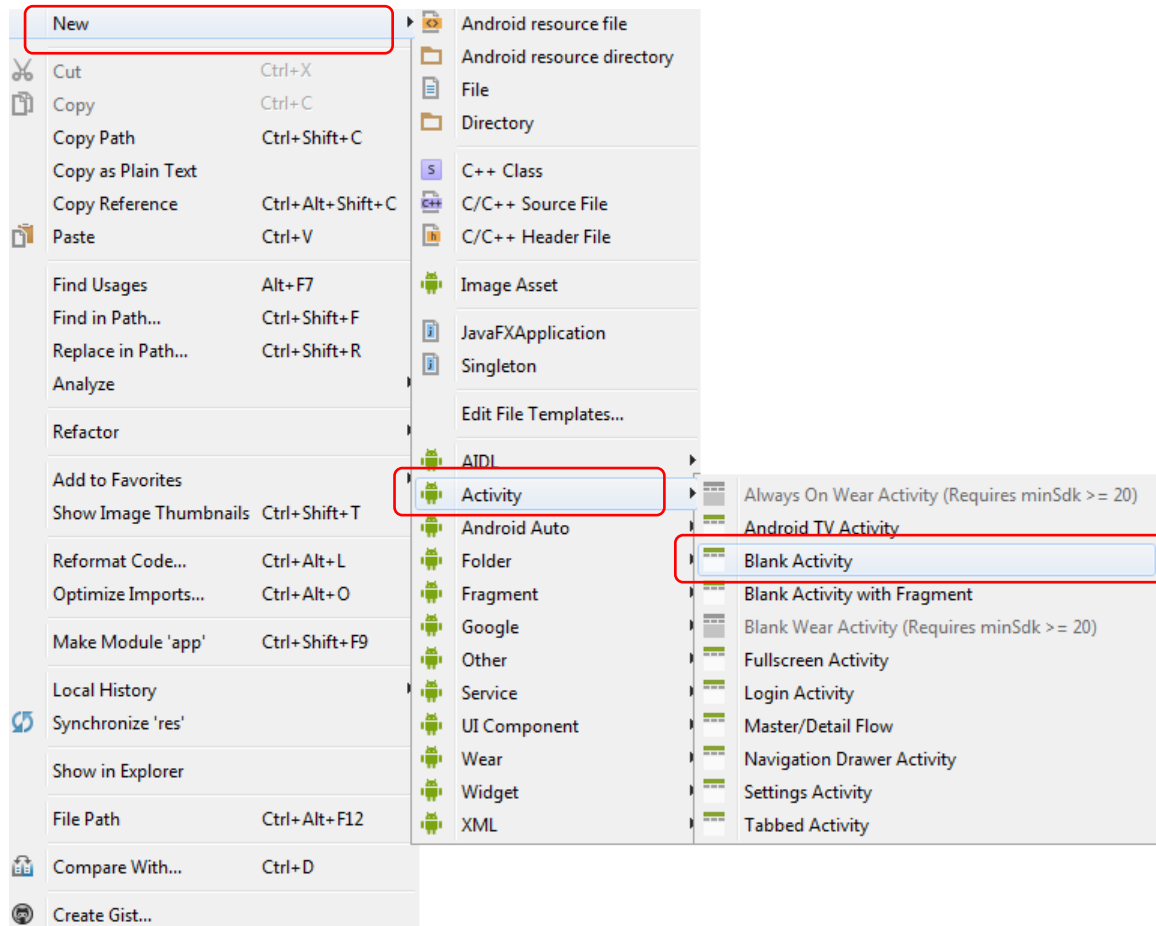 New
Cut Ctrl+X
Copy Ctrl+C
Copy Path Ctrl+Shift+C
Copy as Plain Text
Copy Reference Ctrl+Alt+Shift+C
Paste Ctrl+V
Find Usages Alt+F7
Find in Path... Ctrl+Shift+F
Replace in Path... Ctrl+Shift+R
Analyze
Refactor
Add to Favorites
Show Image Thumbnails Ctrl+Shift+T
Reformat Code... Ctrl+Alt+L
Optimize Imports... Ctrl+Alt+O
Make Module 'app' Ctrl+Shift+F9
Local History
Synchronize 'res'
Show in Explorer
File Path Ctrl+Alt+F12
Compare With... Ctrl+D
Create Gist...
Android resource file
Android resource directory
File
Directory
S C++ Class
C++ C/C++ Source File
h C/C++ Header File
Image Asset
J JavaFXApplication
J Singleton
Edit File Templates...
AIDL
Activity
Android Auto
Folder
Fragment
Google
Other
Service
UI Component
Wear
Widget
XML
Always On Wear Activity (Requires minSdk >= 20)
Android TV Activity
Blank Activity
Blank Activity with Fragment
Blank Wear Activity (Requires minSdk >= 20)
Fullscreen Activity
Login Activity
Master/Detail Flow
Navigation Drawer Activity
Settings Activity
Tabbed Activity